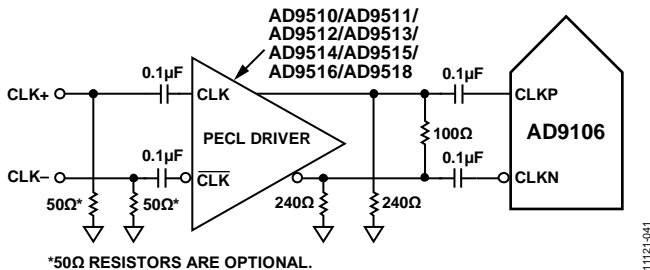 AD9510/AD9511/
AD9512/AD9513/
AD9514/AD9515/
AD9516/AD9518
0.1µF
0.1µF
CLK+
CLK
CLKP
PECL DRIVER
100Ω
AD9106
0.1µF
0.1µF
CLK–
CLK
CLKN
50Ω*
50Ω*
240Ω
240Ω
*50Ω RESISTORS ARE OPTIONAL.
11121-041